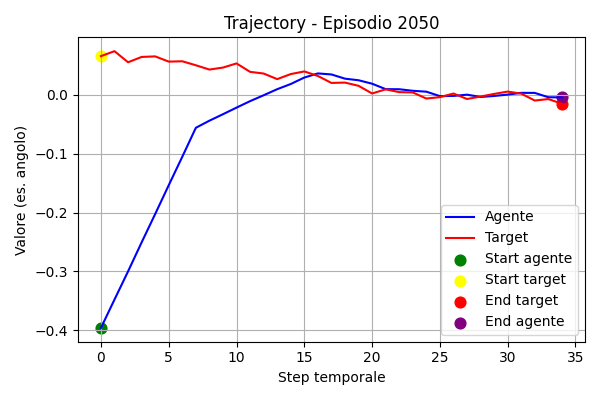 Trajectory - Episodio 2050
Valore (es. angolo)
0.0
−0.1
−0.2
−0.3
−0.4
Agente
Target
Start agente
Start target
End target
End agente
0 5 10 15 20 25 30 35
Step temporale